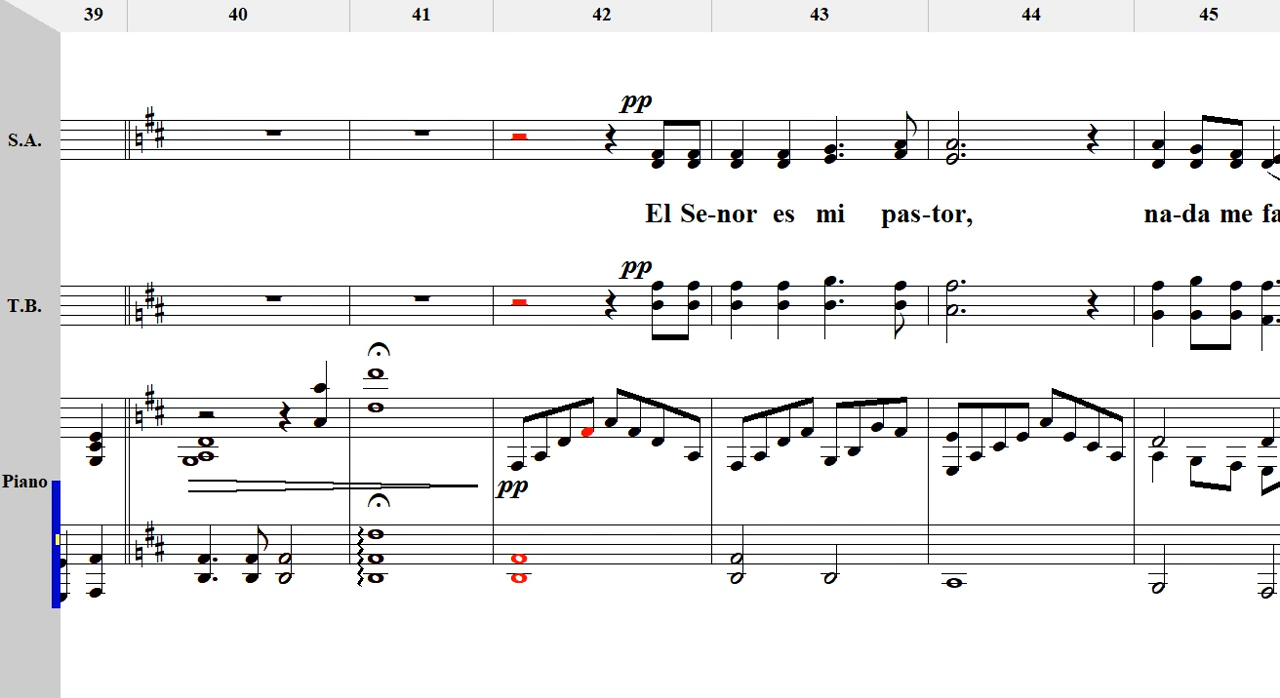 39 40 41 42 43 44 45
pp
S.A.
El Se-nor es mi pas-tor, na-da me fa
pp
T.B.
Piano
pp